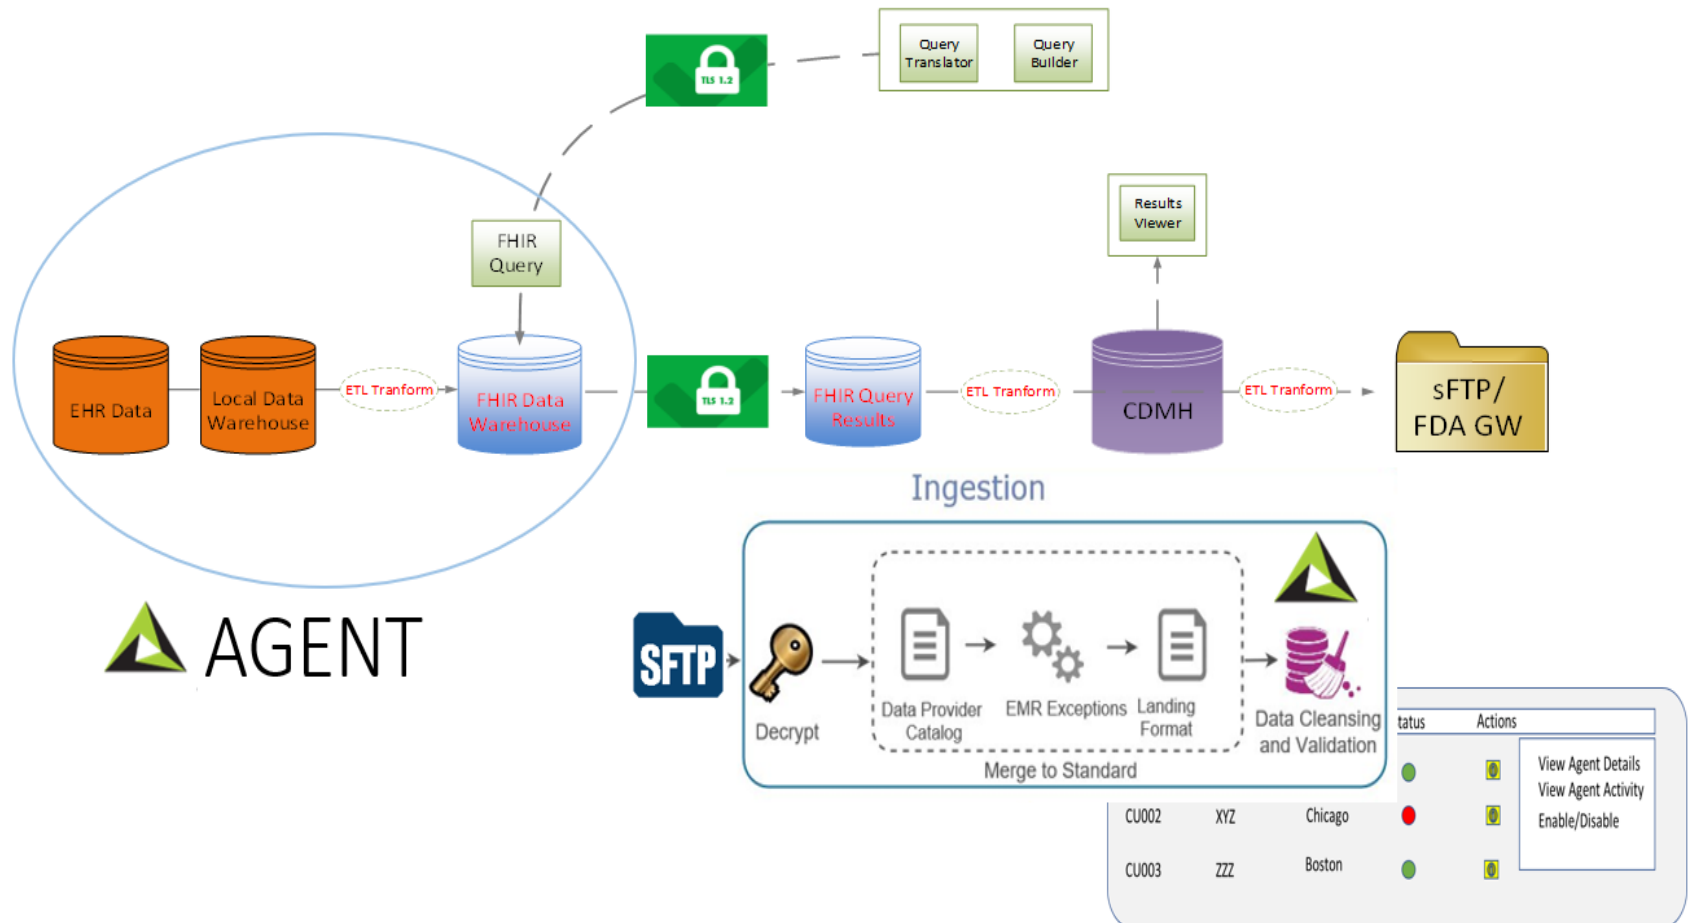 Query
Translator
Query
Builder
TLS 1.2
Results
Viewer
FHIR
Query
EHR Data
Local Data
Warehouse
ETL Tranform
FHIR Data
Warehouse
TLS 1.2
FHIR Query
Results
ETL Tranform
CDMH
ETL Tranform
sFTP/
FDA GW
Ingestion
AGENT
SFTP
Decrypt
Data Provider
Catalog
EMR Exceptions
Landing
Format
Data Cleansing
and Validation
Merge to Standard
tatus Actions
View Agent Details
View Agent Activity
Enable/Disable
CU002 XYZ Chicago
CU003 ZZZ Boston